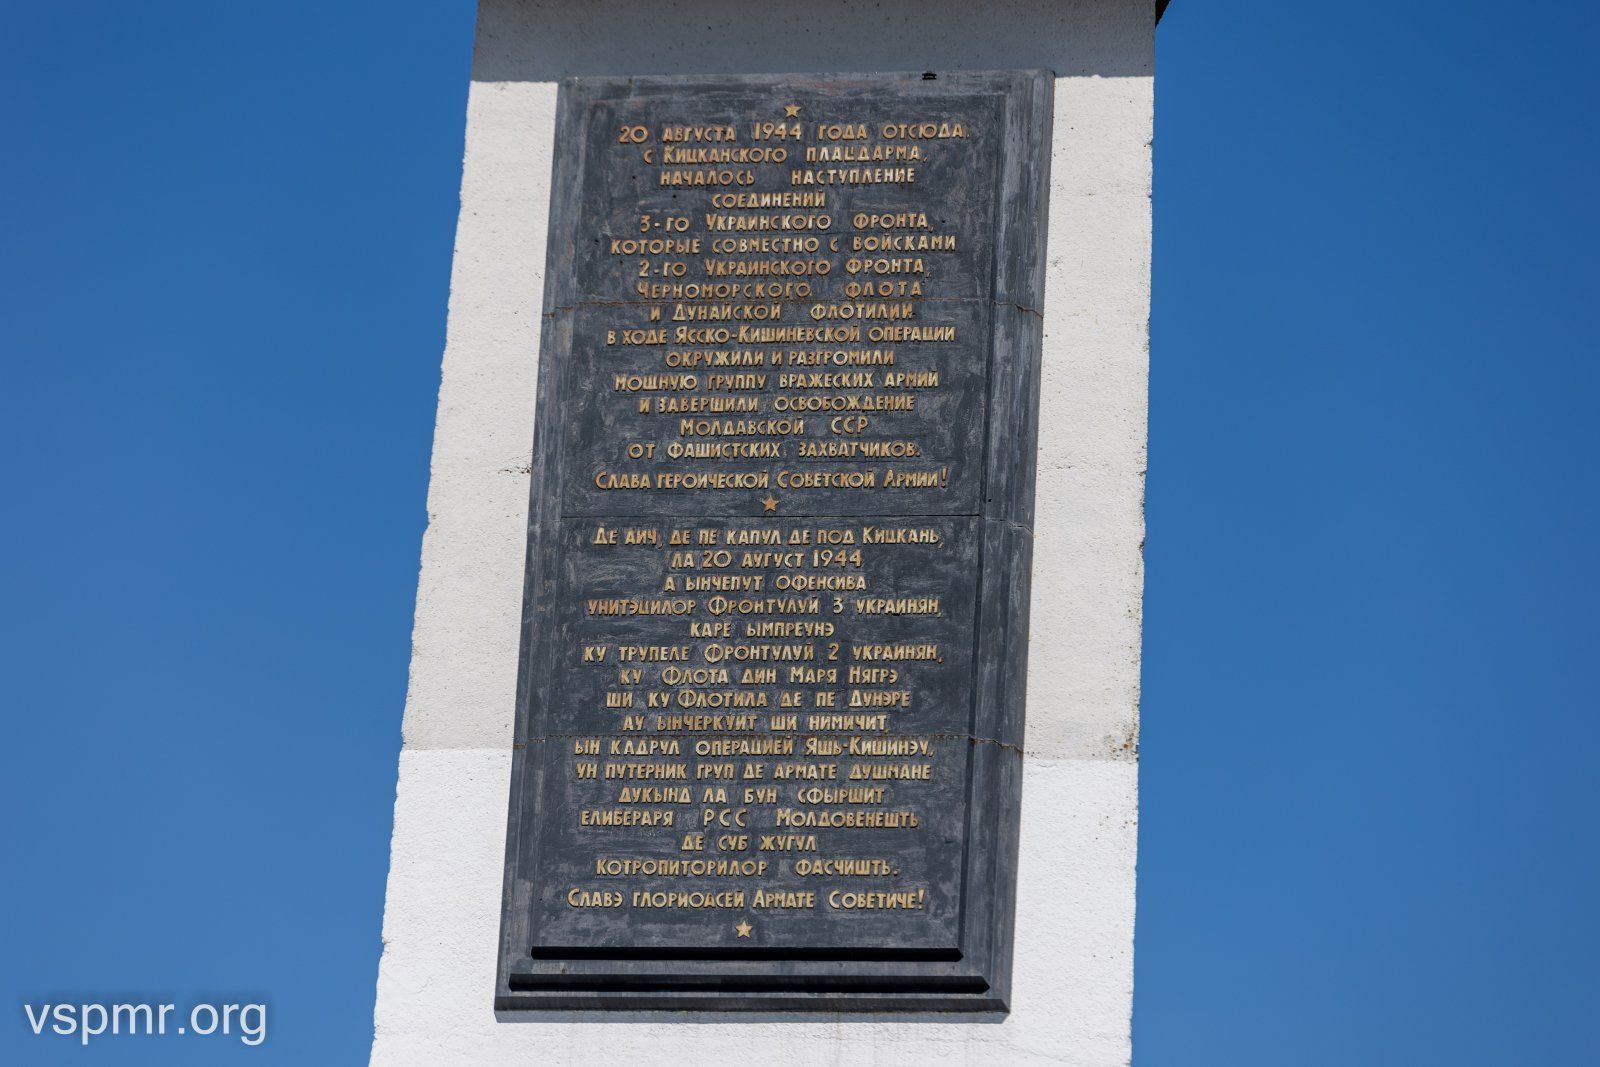 20 августа 1944 года отсюда,
с Кицканского плацдарма,
началось наступление
соединений
3-го Украинского фронта,
которые совместно с войсками
2-го Украинского фронта,
Черноморского флота
и Дунайской флотилии
в ходе Ясско-Кишиневской операции
окружили и разгромили
мощную группу вражеских армий
и завершили освобождение
Молдавской ССР
от фашистских захватчиков.
Слава героической Советской Армии!
Де аич, де пе капул де под Кицкань,
ла 20 аугуст 1944
а ынчепут офенсива
унитэцилор Фронтулуй 3 украинян,
каре ымпреунэ
ку трупеле Фронтулуй 2 украинян,
ку Флота дин Маря Нягрэ
ши ку Флотила де пе Дунэре
ау ынчеркуит ши нимичит,
ын кадрул операцией Яшь-Кишинэу,
ун путерник груп де армате душмане
дукынд ла бун сфыршит
елиберaря РСС Молдовенешть
де суб жугул
котропиторилор фасчишть.
Славэ глориоасей Армате Советиче!
vspmr.org